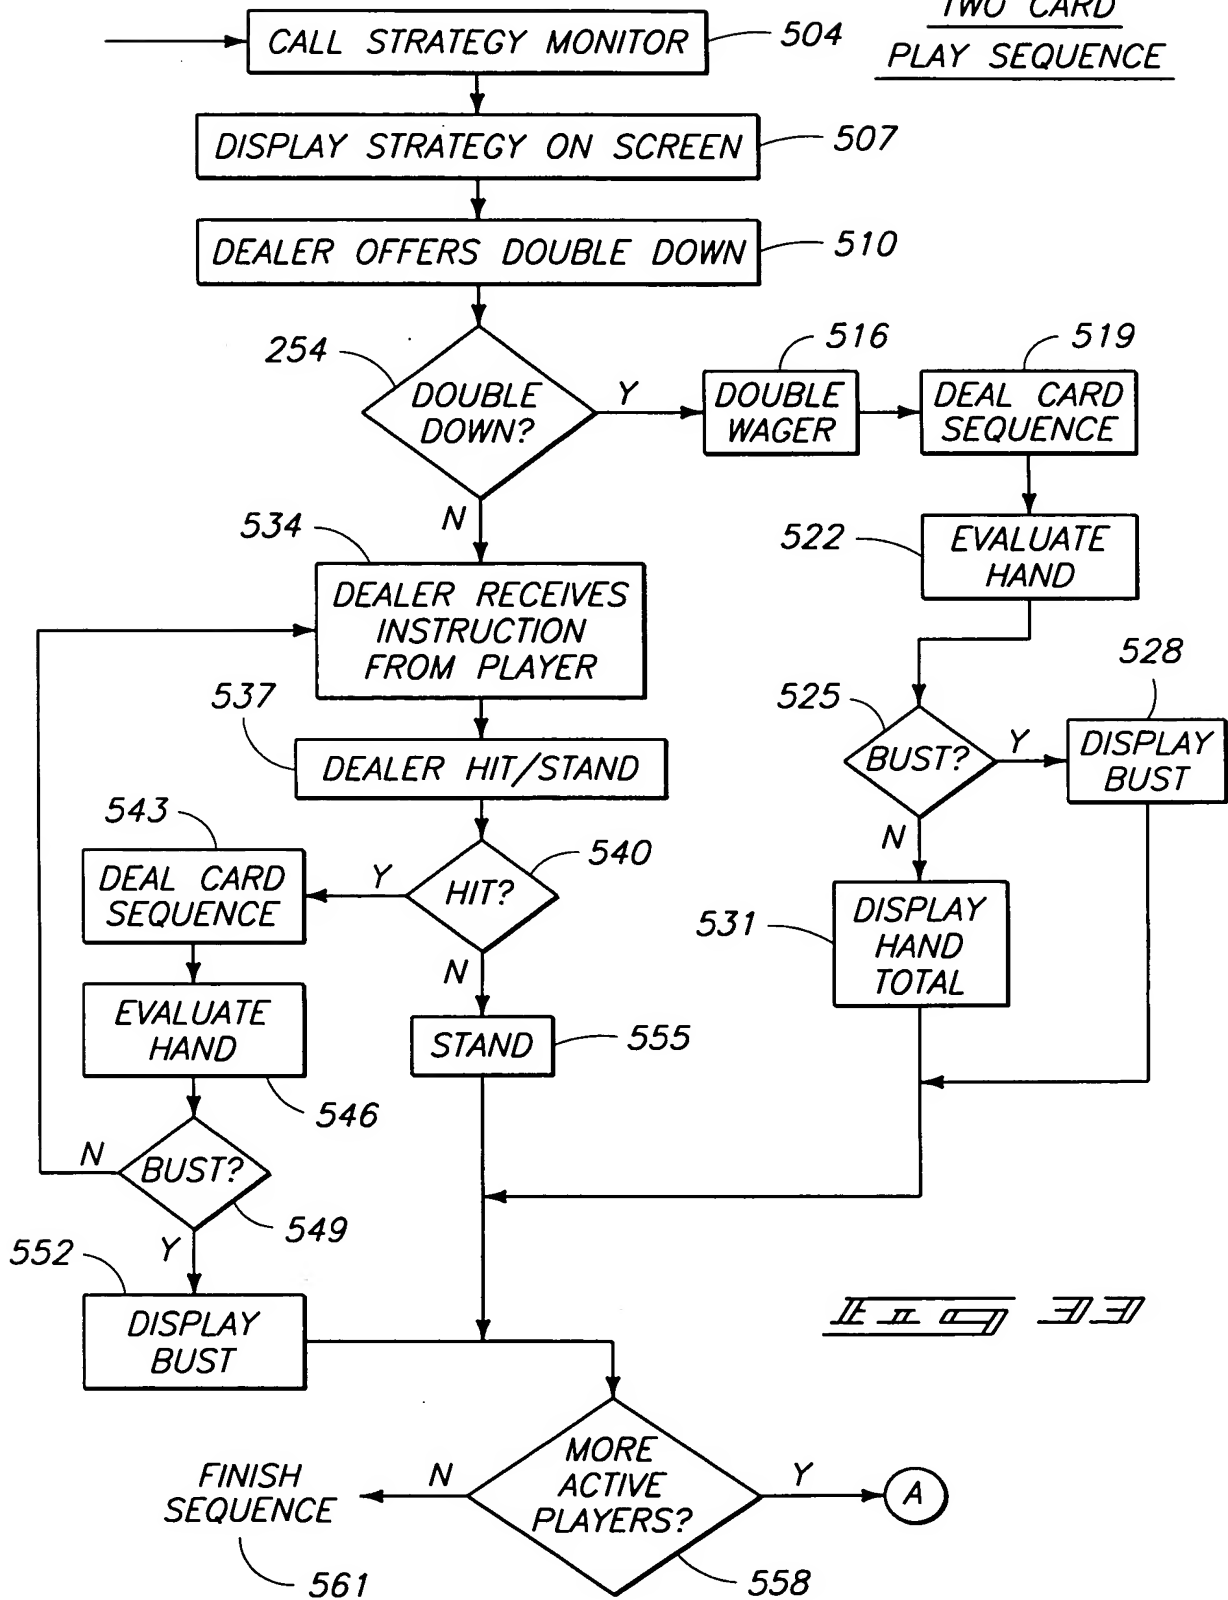 TWO CARD
PLAY SEQUENCE
CALL STRATEGY MONITOR
504
DISPLAY STRATEGY ON SCREEN
507
DEALER OFFERS DOUBLE DOWN
510
254
DOUBLE
DOWN?
Y
N
516
DOUBLE
WAGER
519
DEAL CARD
SEQUENCE
522
EVALUATE
HAND
525
BUST?
Y
N
528
DISPLAY
BUST
531
DISPLAY
HAND
TOTAL
534
DEALER RECEIVES
INSTRUCTION
FROM PLAYER
537
DEALER HIT/STAND
540
HIT?
Y
N
543
DEAL CARD
SEQUENCE
EVALUATE
HAND
546
BUST?
N
Y
549
552
DISPLAY
BUST
STAND
555
MORE
ACTIVE
PLAYERS?
N
Y
558
FINISH
SEQUENCE
561
A
Fig 33